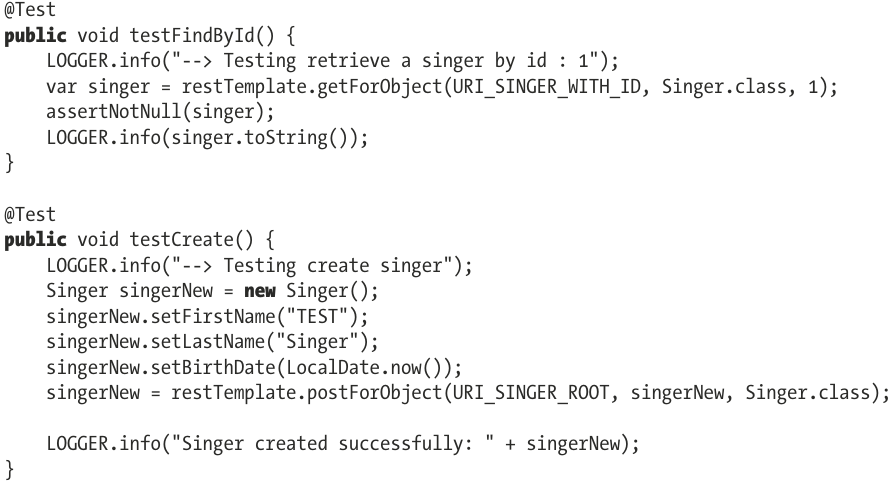 @Test
public void testFindById() {
    LOGGER.info("--> Testing retrieve a singer by id : 1");
    var singer = restTemplate.getForObject(URI_SINGER_WITH_ID, Singer.class, 1);
    assertNotNull(singer);
    LOGGER.info(singer.toString());
}

@Test
public void testCreate() {
    LOGGER.info("--> Testing create singer");
    Singer singerNew = new Singer();
    singerNew.setFirstName("TEST");
    singerNew.setLastName("Singer");
    singerNew.setBirthDate(LocalDate.now());
    singerNew = restTemplate.postForObject(URI_SINGER_ROOT, singerNew, Singer.class);

    LOGGER.info("Singer created successfully: " + singerNew);
}